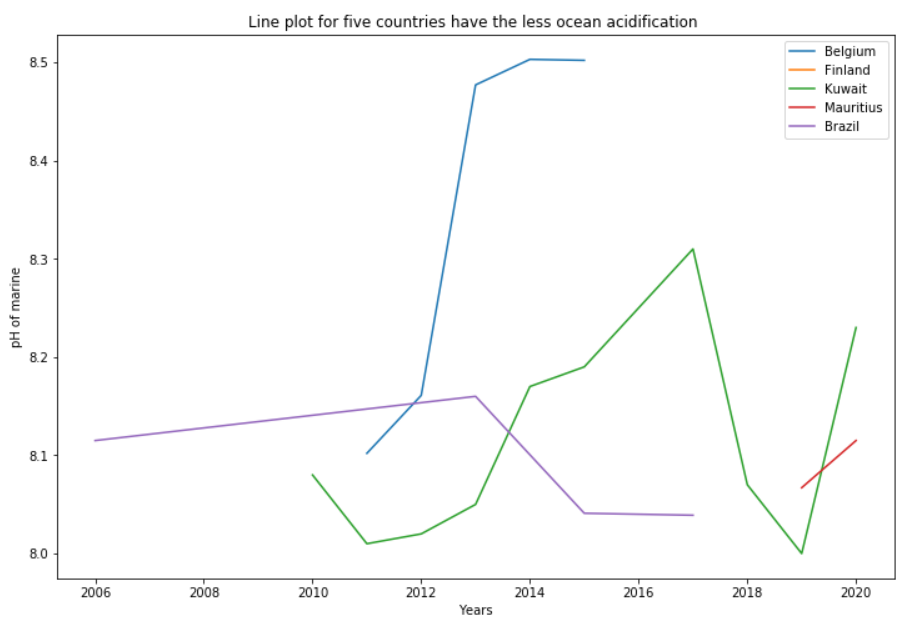 Line plot for five countries have the less ocean acidification
Belgium
Finland
Kuwait
Mauritius
Brazil
8.5
8.4
8.3
8.2
8.1
8.0
pH of marine
2006 2008 2010 2012 2014 2016 2018 2020
Years